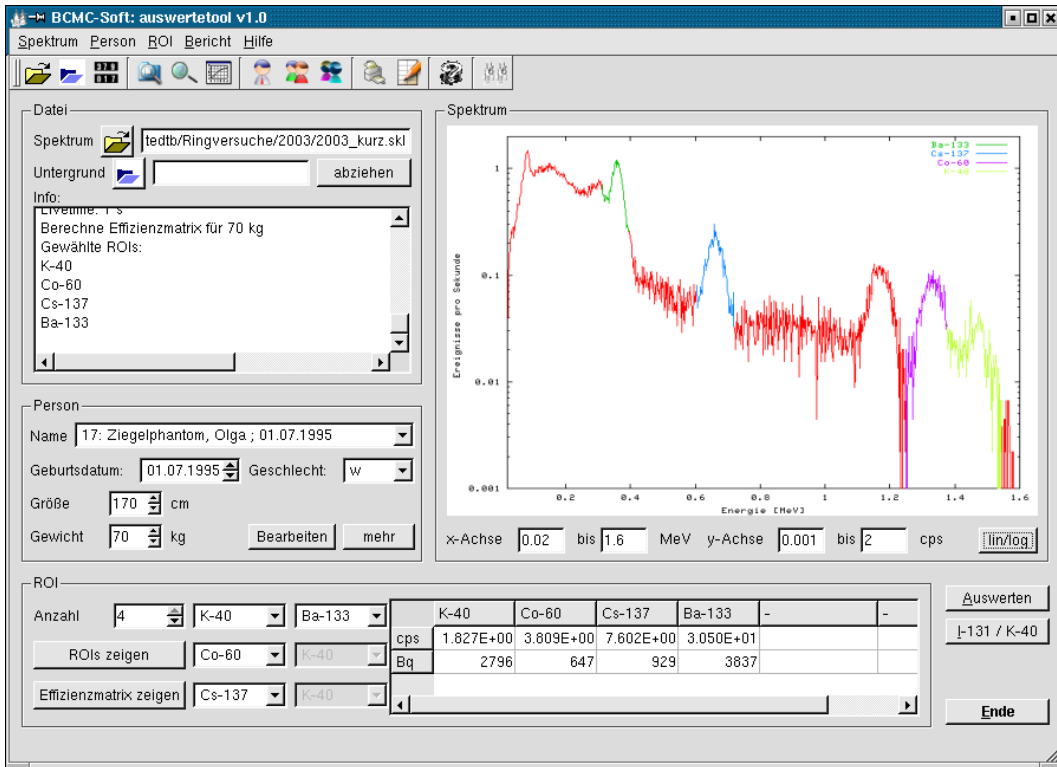 BCMC-Soft: auswertetool v1.0
Spektrum Person ROI Bericht Hilfe
Datei
Spektrum tedtb/Ringversuche/2003/2003_kurz.skl
Untergrund abziehen
Info:
Livetime: 1 s
Berechne Effizienzmatrix für 70 kg
Gewählte ROIs:
K-40
Co-60
Cs-137
Ba-133
Person
Name 17: Ziegelphantom, Olga ; 01.07.1995
Geburtsdatum: 01.07.1995 Geschlecht: w
Größe 170 cm
Gewicht 70 kg Bearbeiten mehr
Spektrum
Ba-133
Cs-137
Co-60
K-40
Ereignisse pro Sekunde
1
0.1
0.01
0.001
0.2 0.4 0.6 0.8 1 1.2 1.4 1.6
Energie [MeV]
x-Achse 0.02 bis 1.6 MeV y-Achse 0.001 bis 2 cps lin/log
ROI
Anzahl 4 K-40 Ba-133
ROIs zeigen Co-60 K-40
Effizienzmatrix zeigen Cs-137 K-40
K-40 Co-60 Cs-137 Ba-133 - -
cps 1.827E+00 3.809E+00 7.602E+00 3.050E+01
Bq 2796 647 929 3837
Auswerten
I-131 / K-40
Ende